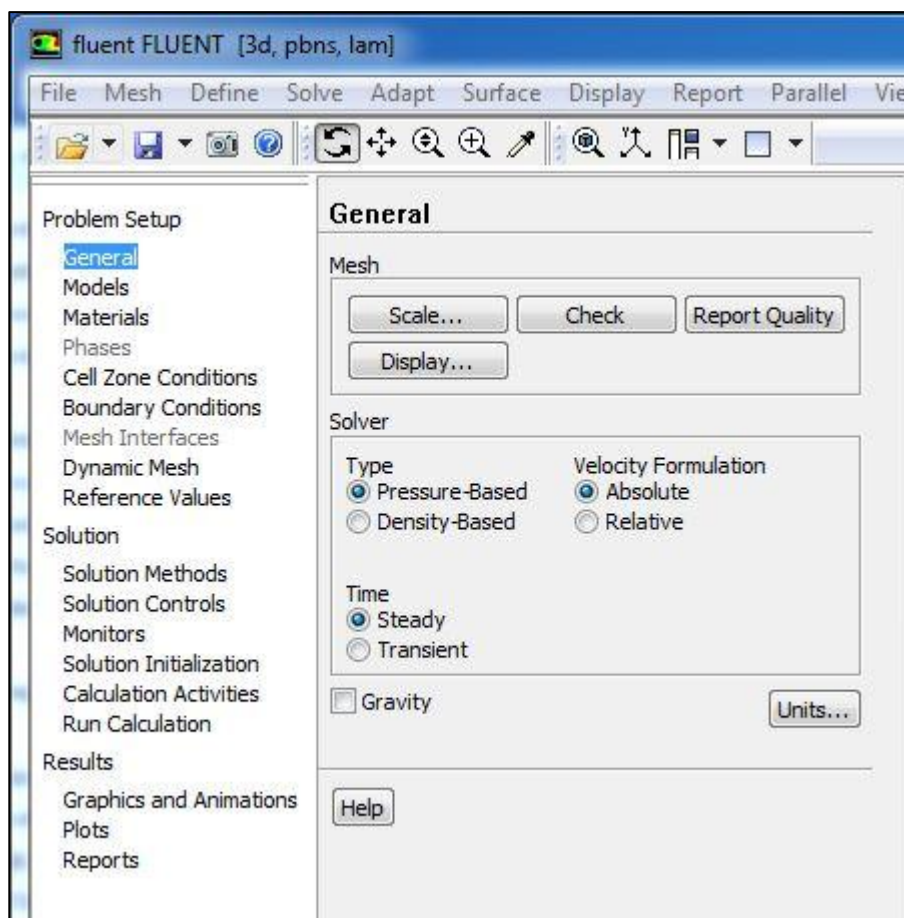 fluent FLUENT [3d, pbns, lam]
File Mesh Define Solve Adapt Surface Display Report Parallel Vie
Problem Setup
General
Models
Materials
Phases
Cell Zone Conditions
Boundary Conditions
Mesh Interfaces
Dynamic Mesh
Reference Values
Solution
Solution Methods
Solution Controls
Monitors
Solution Initialization
Calculation Activities
Run Calculation
Results
Graphics and Animations
Plots
Reports
General
Mesh
Scale... Check Report Quality
Display...
Solver
Type Velocity Formulation
Pressure-Based Absolute
Density-Based Relative
Time
Steady
Transient
Gravity Units...
Help